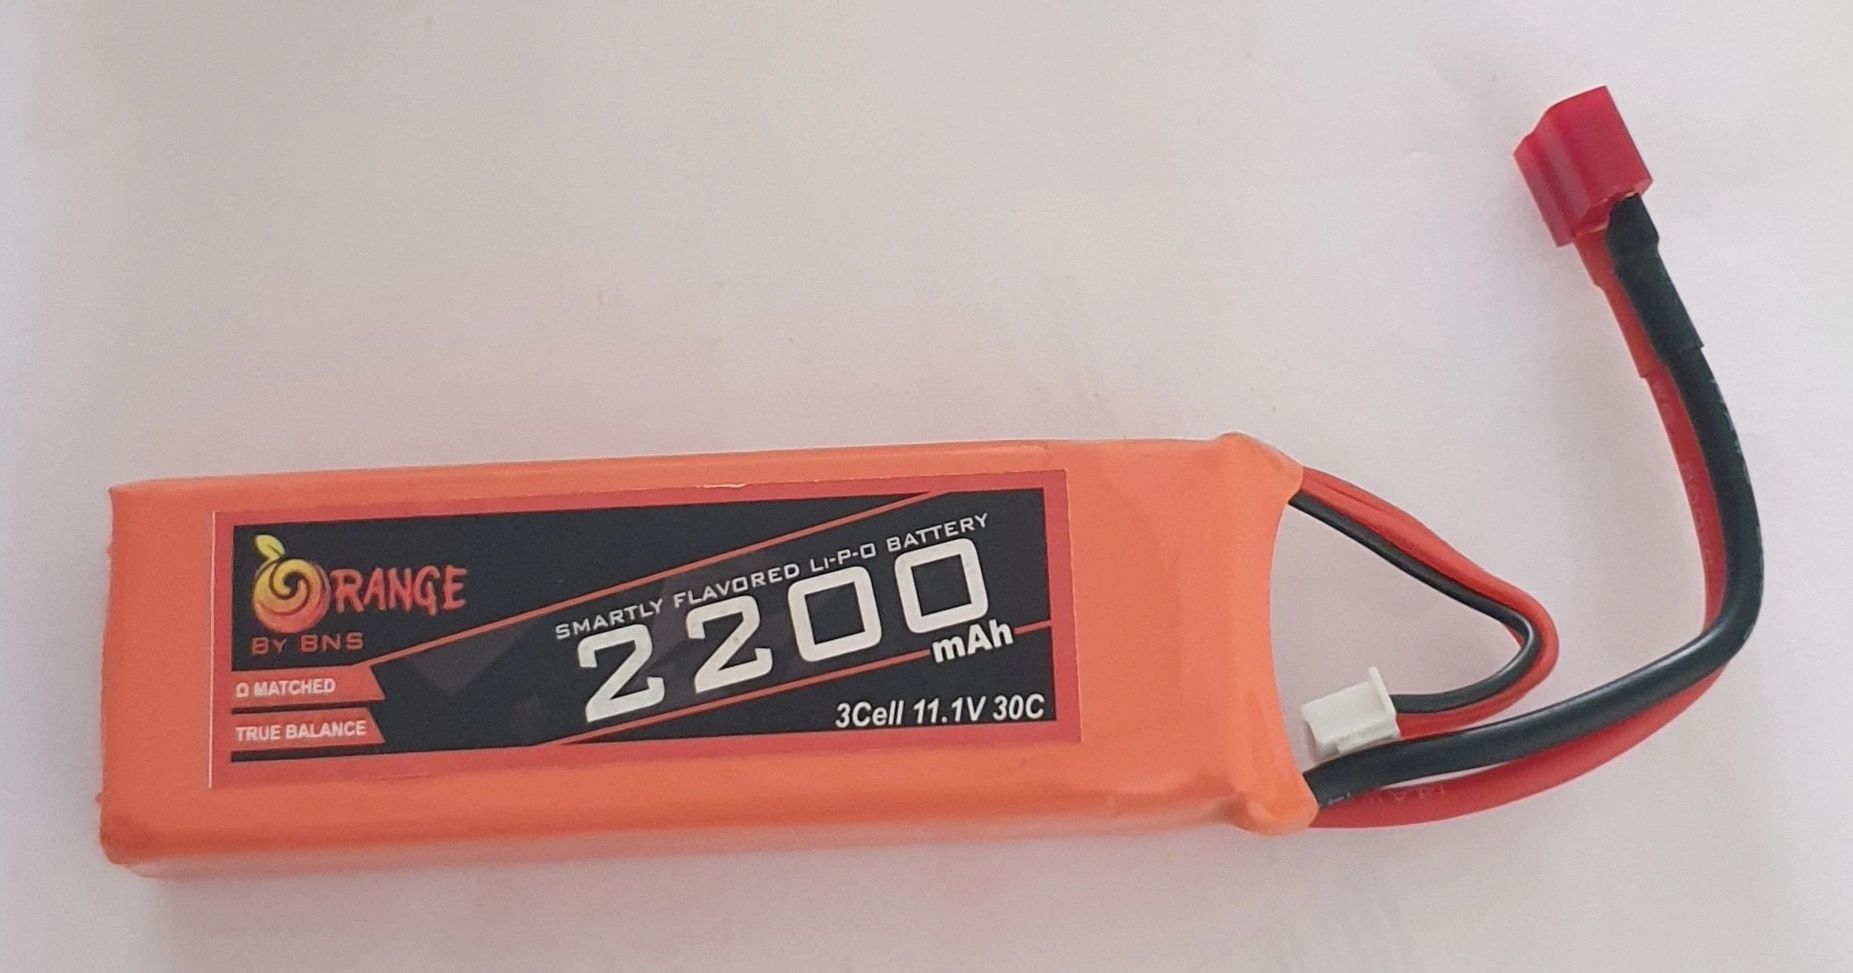 ORANGE
BY BNS
Ω MATCHED
TRUE BALANCE
SMARTLY FLAVORED LI-P-O BATTERY
2200
mAh
3Cell 11.1V 30C